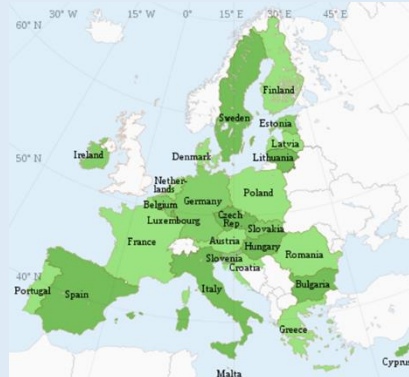 30° W
15° W
0°
15° E
30° E
45° E
60° N
Finland
Sweden
Estonia
Latvia
Denmark
Lithuania
Ireland
50° N
Nether-
lands
Poland
Belgium
Germany
Luxembourg
Czech
Rep.
Slovakia
France
Austria
Hungary
Slovenia
Romania
Croatia
40° N
Portugal
Spain
Italy
Bulgaria
Greece
Malta
Cyprus